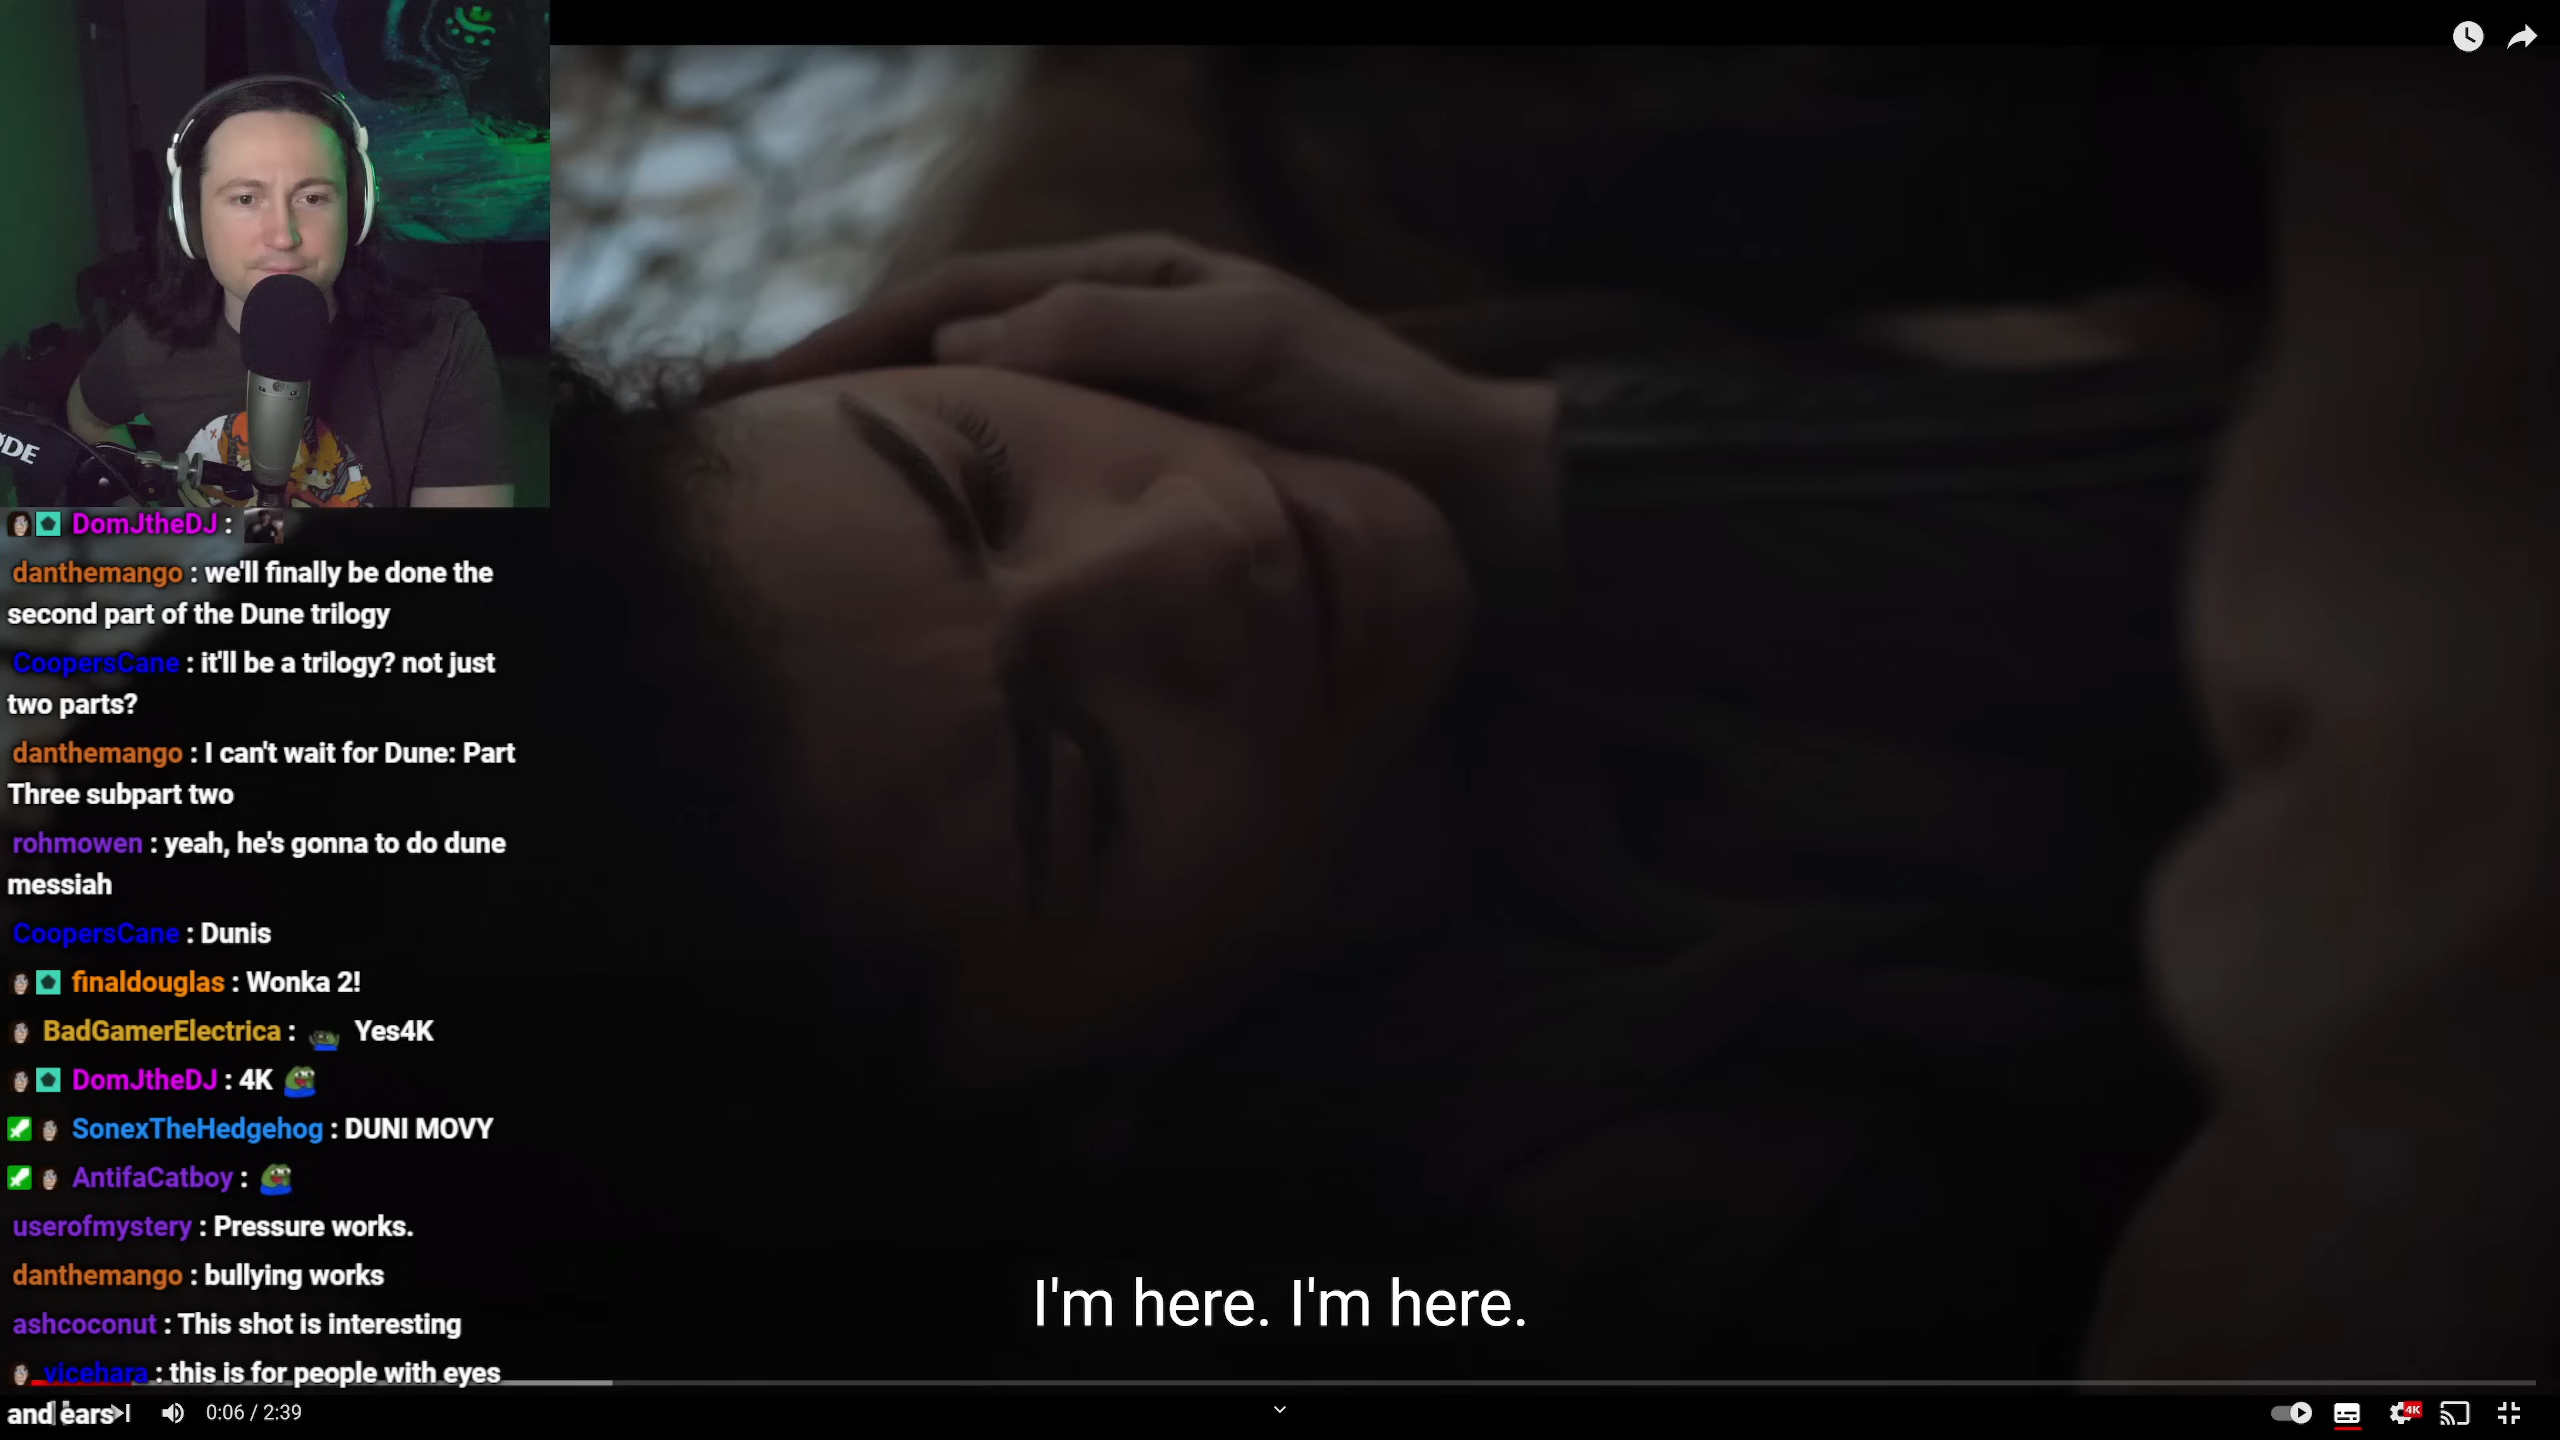 DE
DomJtheDJ :
danthemango : we'll finally be done the
second part of the Dune trilogy
CoopersCane : it'll be a trilogy? not just
two parts?
danthemango : I can't wait for Dune: Part
Three subpart two
rohmowen : yeah, he's gonna to do dune
messiah
CoopersCane : Dunis
finaldouglas : Wonka 2!
BadGamerElectrica : Yes4K
DomJtheDJ : 4K
SonexTheHedgehog : DUNI MOVY
AntifaCatboy :
userofmystery : Pressure works.
danthemango : bullying works
ashcoconut : This shot is interesting
vicehara : this is for people with eyes
and ears
I'm here. I'm here.
0:06 / 2:39
4K